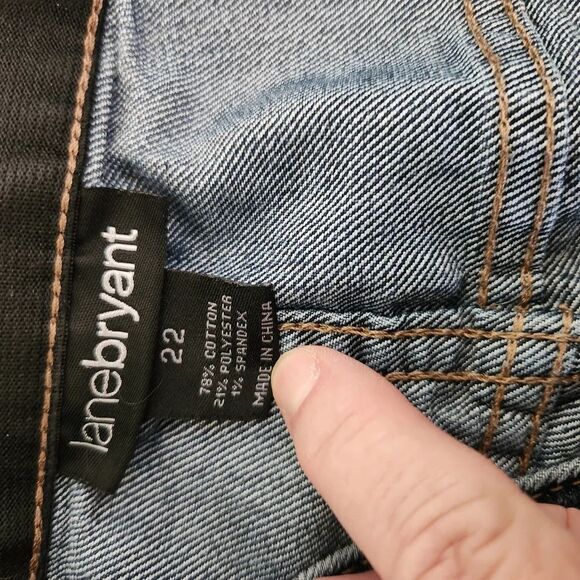 lanebryant
22
78% COTTON
21% POLYESTER
1% SPANDEX
MADE IN CHINA